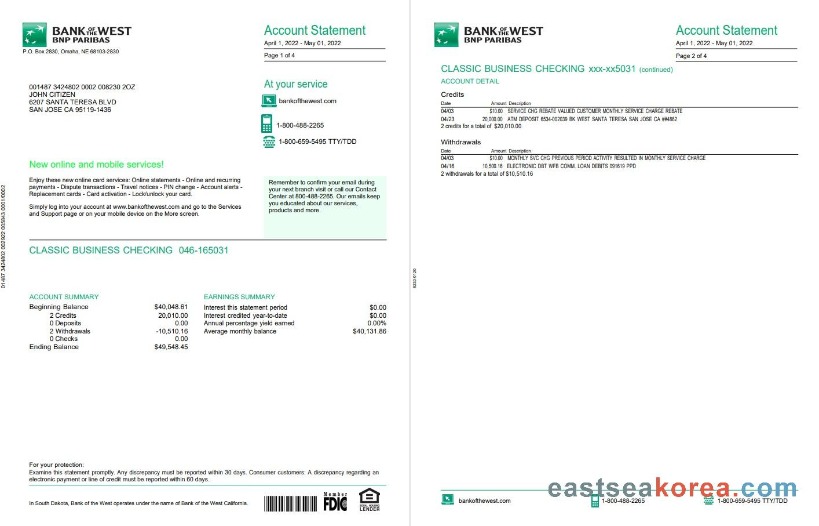 BANK OF THE WEST
BNP PARIBAS
P.O. Box 2830, Omaha, NE 68103-2830
Account Statement
April 1, 2022 - May 01, 2022
Page 1 of 4
001487 3424802 0002 008230 2OZ
JOHN CITIZEN
6207 SANTA TERESA BLVD
SAN JOSE CA 95119-1436
At your service
bankofthewest.com
1-800-488-2265
1-800-659-5495 TTY/TDD
New online and mobile services!
Enjoy these new online card services: Online statements - Online and recurring
payments - Dispute transactions - Travel notices - PIN change - Account alerts -
Replacement cards - Card activation - Lock/unlock your card.
Simply log into your account at www.bankofthewest.com and go to the Services
and Support page or on your mobile device on the More screen.
Remember to confirm your email during
your next branch visit or call our Contact
Center at 800-488-2265. Our emails keep
you educated about our services,
products and more.
CLASSIC BUSINESS CHECKING 046-165031
ACCOUNT SUMMARY
Beginning Balance $40,048.61
2 Credits 20,010.00
0 Deposits 0.00
2 Withdrawals -10,510.16
0 Checks 0.00
Ending Balance $49,548.45
EARNINGS SUMMARY
Interest this statement period $0.00
Interest credited year-to-date $0.00
Annual percentage yield earned 0.00%
Average monthly balance $40,131.86
For your protection:
Examine this statement promptly. Any discrepancy must be reported within 30 days. Consumer customers: A discrepancy regarding an
electronic payment or line of credit must be reported within 60 days.
In South Dakota, Bank of the West operates under the name of Bank of the West California.
Member
FDIC
EQUAL HOUSING
LENDER
BANK OF THE WEST
BNP PARIBAS
Account Statement
April 1, 2022 - May 01, 2022
Page 2 of 4
CLASSIC BUSINESS CHECKING xxx-xx5031 (continued)
ACCOUNT DETAIL
Credits
Date Amount Description
04/03 $10.00 SERVICE CHG REBATE VALUED CUSTOMER MONTHLY SERVICE CHARGE REBATE
04/23 20,000.00 ATM DEPOSIT 6534-002039 BK WEST SANTA TERESA SAN JOSE CA
2 credits for a total of $20,010.00
Withdrawals
Date Amount Description
04/03 $10.00 MONTHLY SVC CHG PREVIOUS PERIOD ACTIVITY RESULTED IN MONTHLY SERVICE CHARGE
04/16 10,500.16 ELECTRONIC DBT WFB COMM. LOAN DEBITS 091619 PPD
2 withdrawals for a total of $10,510.16
eastseakorea.com
bankofthewest.com
1-800-488-2265
1-800-659-5495 TTY/TDD